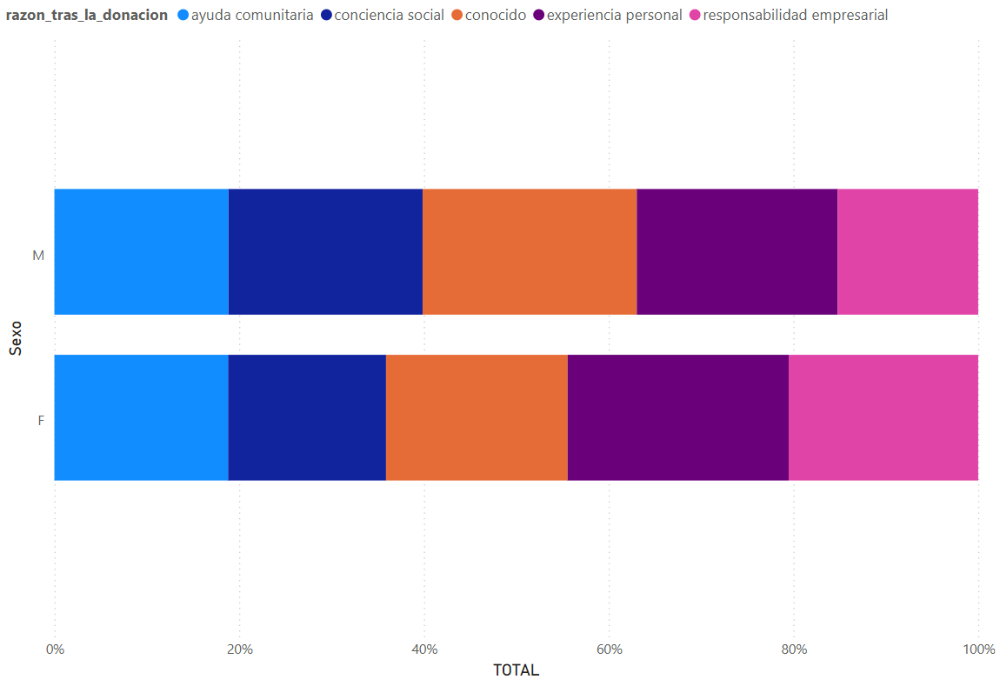 razon_tras_la_donacion ayuda comunitaria conciencia social conocido experiencia personal responsabilidad empresarial
M
F
Sexo
0% 20% 40% 60% 80% 100%
TOTAL